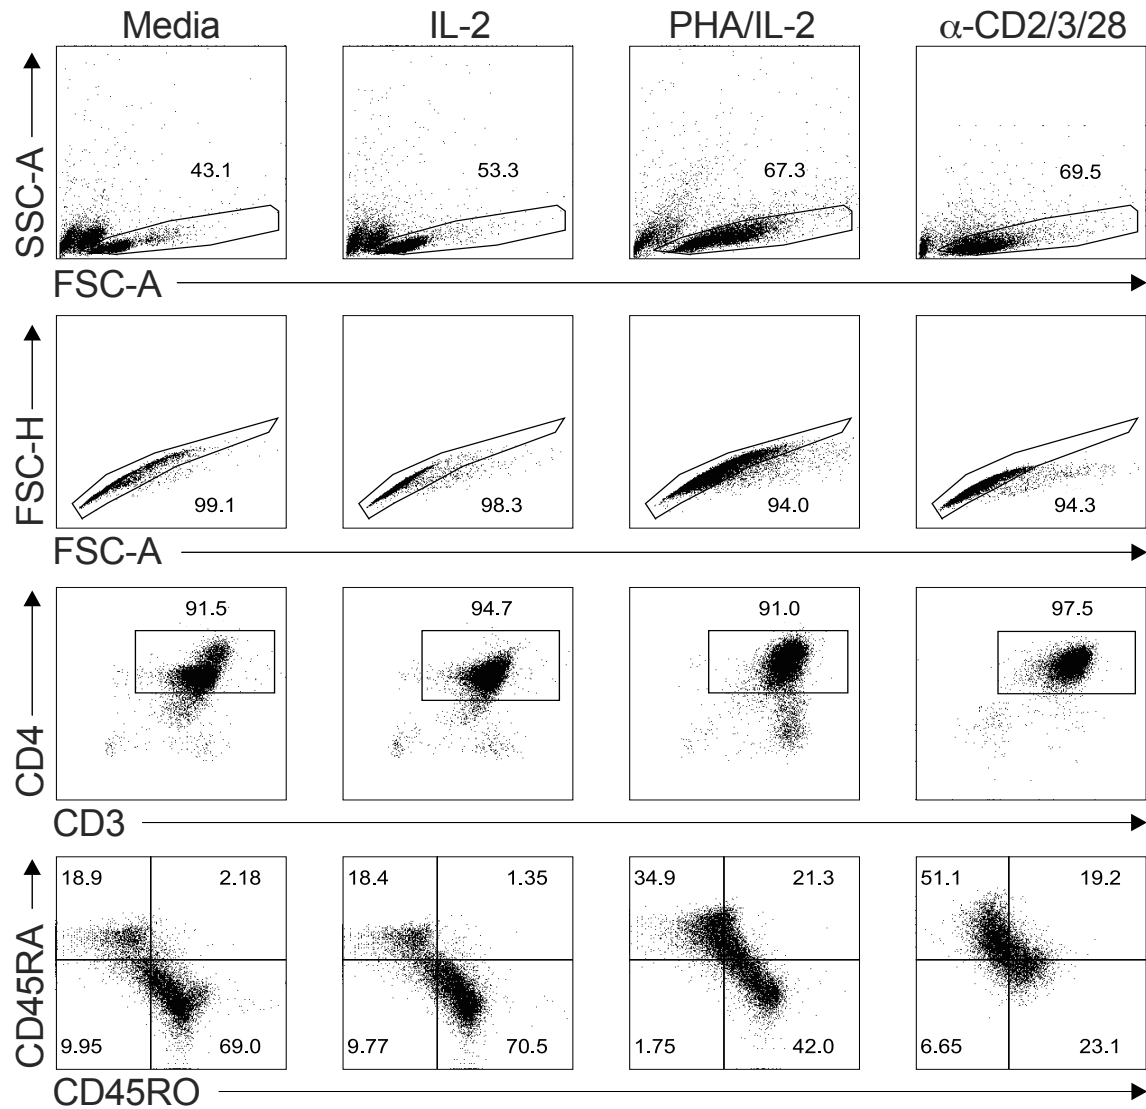 Media IL-2 PHA/IL-2 α-CD2/3/28
SSC-A
43.1 53.3 67.3 69.5
FSC-A
FSC-H
99.1 98.3 94.0 94.3
FSC-A
CD4
91.5 94.7 91.0 97.5
CD3
CD45RA
18.9 2.18 18.4 1.35 34.9 21.3 51.1 19.2
9.95 69.0 9.77 70.5 1.75 42.0 6.65 23.1
CD45RO